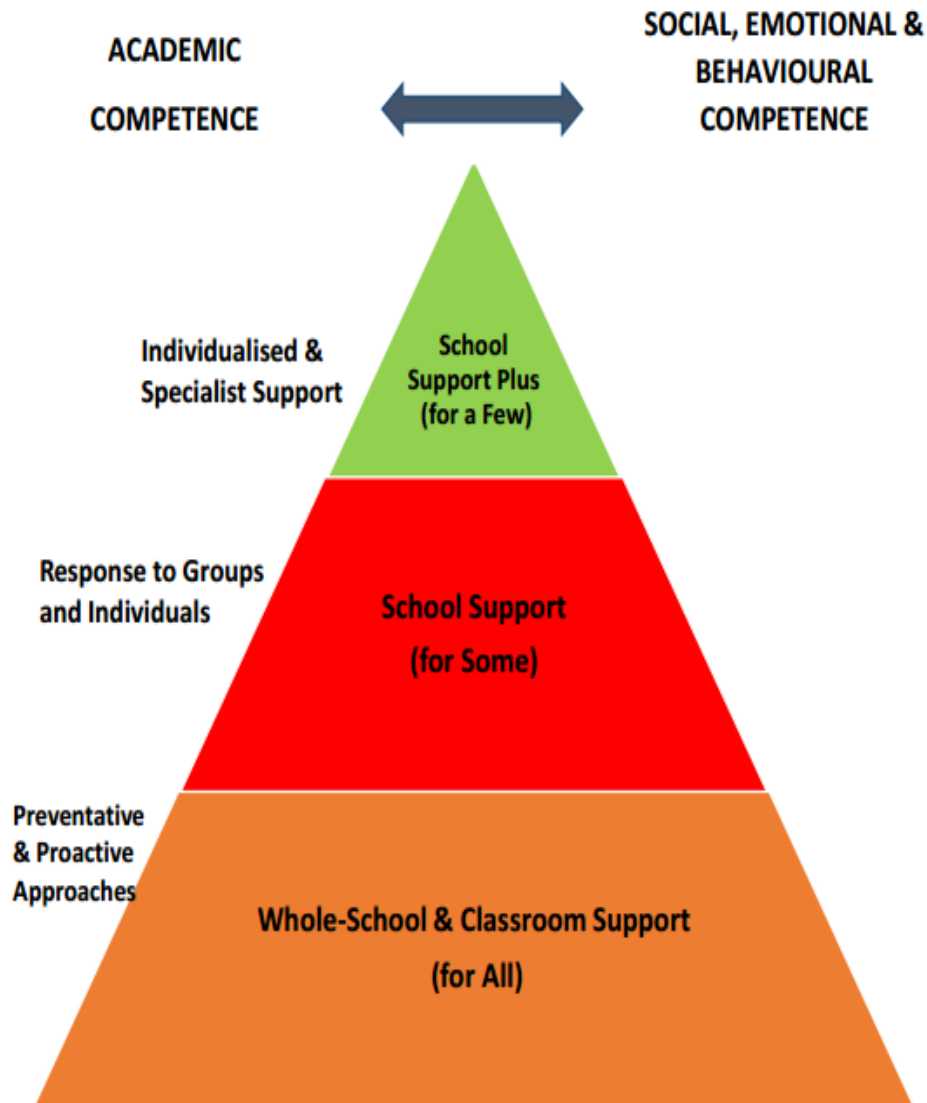 ACADEMIC
COMPETENCE
SOCIAL, EMOTIONAL &
BEHAVIOURAL
COMPETENCE
Individualised &
Specialist Support
School
Support Plus
(for a Few)
Response to Groups
and Individuals
School Support
(for Some)
Preventative
& Proactive
Approaches
Whole-School & Classroom Support
(for All)